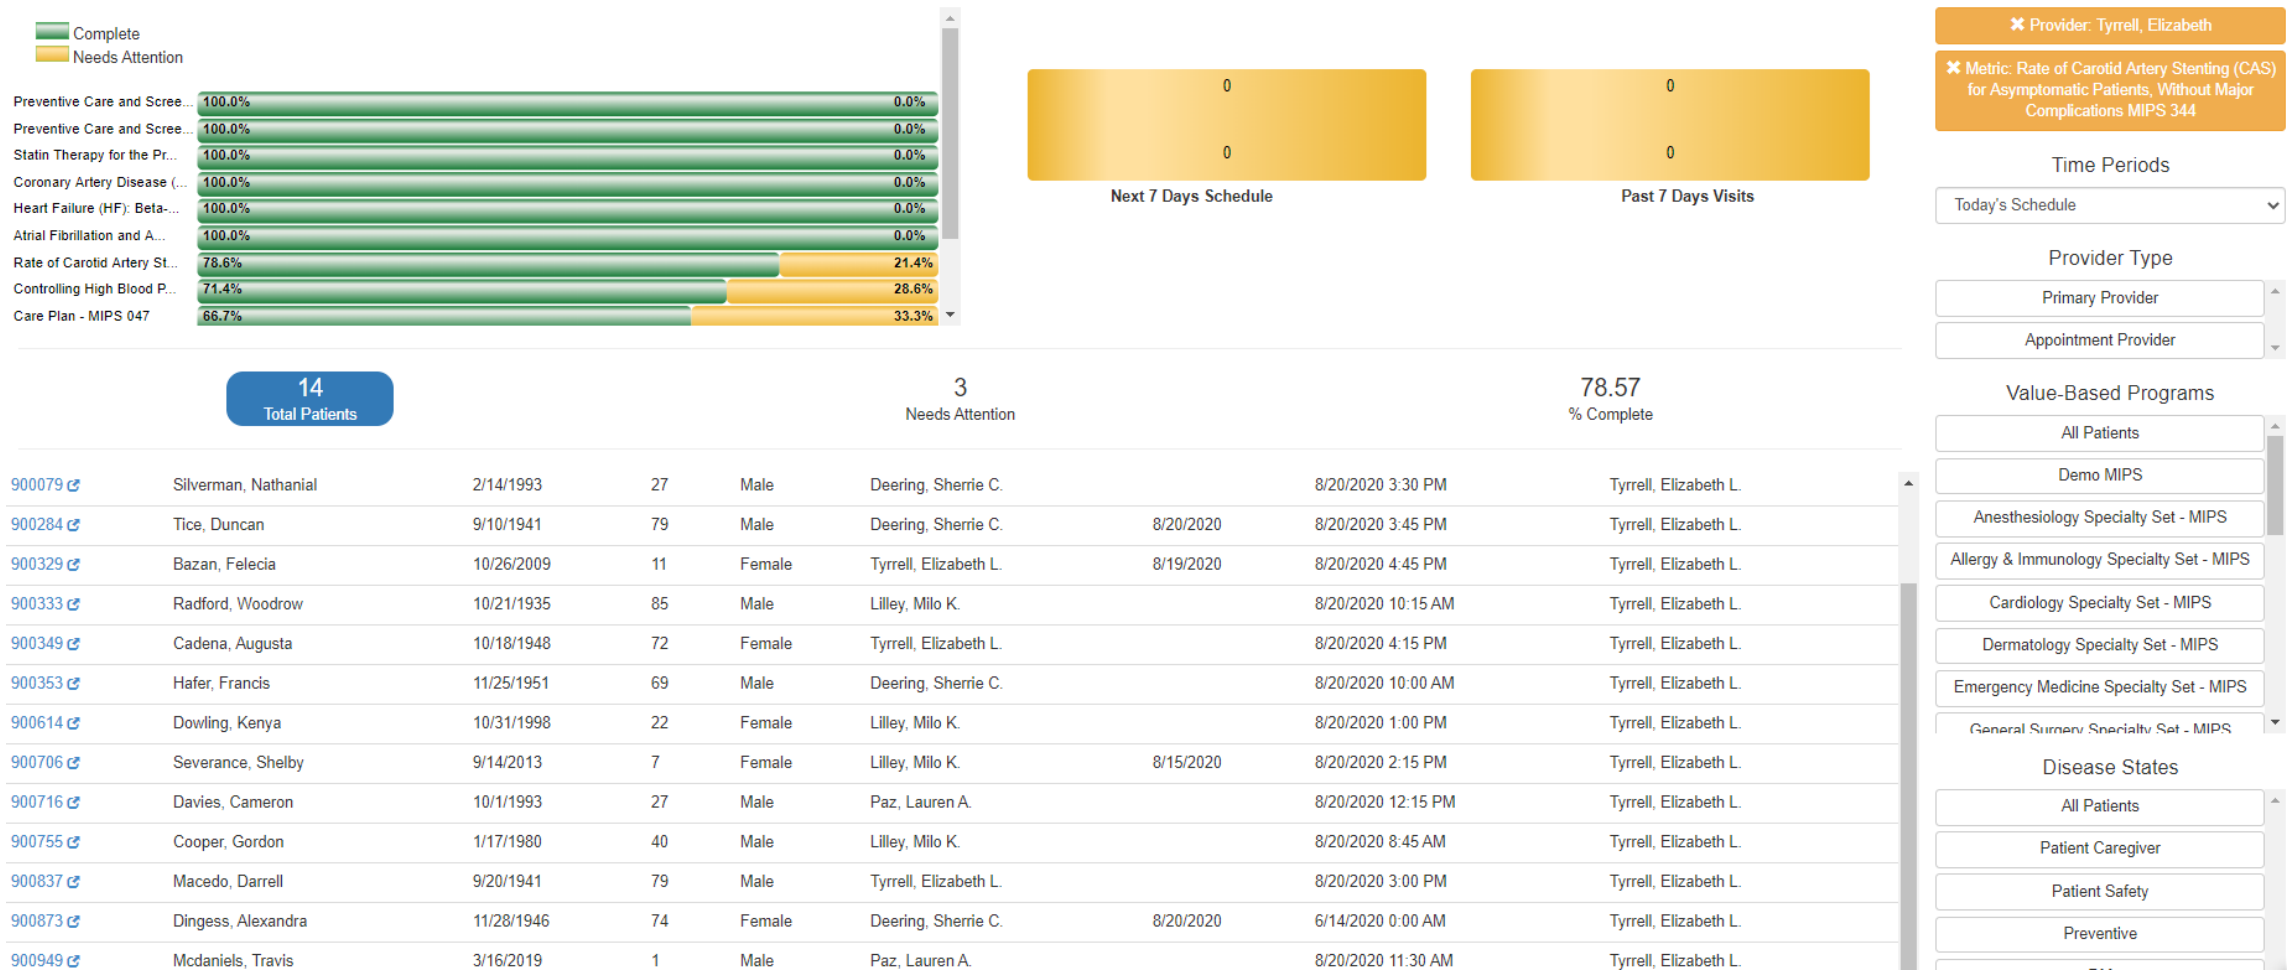 Complete
Needs Attention
Preventive Care and Scree... 100.0% 0.0%
Preventive Care and Scree... 100.0% 0.0%
Statin Therapy for the Pr... 100.0% 0.0%
Coronary Artery Disease (... 100.0% 0.0%
Heart Failure (HF): Beta-... 100.0% 0.0%
Atrial Fibrillation and A... 100.0% 0.0%
Rate of Carotid Artery St... 78.6% 21.4%
Controlling High Blood P... 71.4% 28.6%
Care Plan - MIPS 047 66.7% 33.3%
0
0
Next 7 Days Schedule
0
0
Past 7 Days Visits
14
Total Patients
3
Needs Attention
78.57
% Complete
900079 Silverman, Nathanial 2/14/1993 27 Male Deering, Sherrie C. 8/20/2020 3:30 PM Tyrrell, Elizabeth L.
900284 Tice, Duncan 9/10/1941 79 Male Deering, Sherrie C. 8/20/2020 8/20/2020 3:45 PM Tyrrell, Elizabeth L.
900329 Bazan, Felecia 10/26/2009 11 Female Tyrrell, Elizabeth L. 8/19/2020 8/20/2020 4:45 PM Tyrrell, Elizabeth L.
900333 Radford, Woodrow 10/21/1935 85 Male Lilley, Milo K. 8/20/2020 10:15 AM Tyrrell, Elizabeth L.
900349 Cadena, Augusta 10/18/1948 72 Female Tyrrell, Elizabeth L. 8/20/2020 4:15 PM Tyrrell, Elizabeth L.
900353 Hafer, Francis 11/25/1951 69 Male Deering, Sherrie C. 8/20/2020 10:00 AM Tyrrell, Elizabeth L.
900614 Dowling, Kenya 10/31/1998 22 Female Lilley, Milo K. 8/20/2020 1:00 PM Tyrrell, Elizabeth L.
900706 Severance, Shelby 9/14/2013 7 Female Lilley, Milo K. 8/15/2020 8/20/2020 2:15 PM Tyrrell, Elizabeth L.
900716 Davies, Cameron 10/1/1993 27 Male Paz, Lauren A. 8/20/2020 12:15 PM Tyrrell, Elizabeth L.
900755 Cooper, Gordon 1/17/1980 40 Male Lilley, Milo K. 8/20/2020 8:45 AM Tyrrell, Elizabeth L.
900837 Macedo, Darrell 9/20/1941 79 Male Tyrrell, Elizabeth L. 8/20/2020 3:00 PM Tyrrell, Elizabeth L.
900873 Dingess, Alexandra 11/28/1946 74 Female Deering, Sherrie C. 8/20/2020 6/14/2020 0:00 AM Tyrrell, Elizabeth L.
900949 Mcdaniels, Travis 3/16/2019 1 Male Paz, Lauren A. 8/20/2020 11:30 AM Tyrrell, Elizabeth L.
Provider: Tyrrell, Elizabeth
Metric: Rate of Carotid Artery Stenting (CAS)
for Asymptomatic Patients, Without Major
Complications MIPS 344
Time Periods
Today's Schedule
Provider Type
Primary Provider
Appointment Provider
Value-Based Programs
All Patients
Demo MIPS
Anesthesiology Specialty Set - MIPS
Allergy & Immunology Specialty Set - MIPS
Cardiology Specialty Set - MIPS
Dermatology Specialty Set - MIPS
Emergency Medicine Specialty Set - MIPS
General Surgery Specialty Set - MIPS
Disease States
All Patients
Patient Caregiver
Patient Safety
Preventive